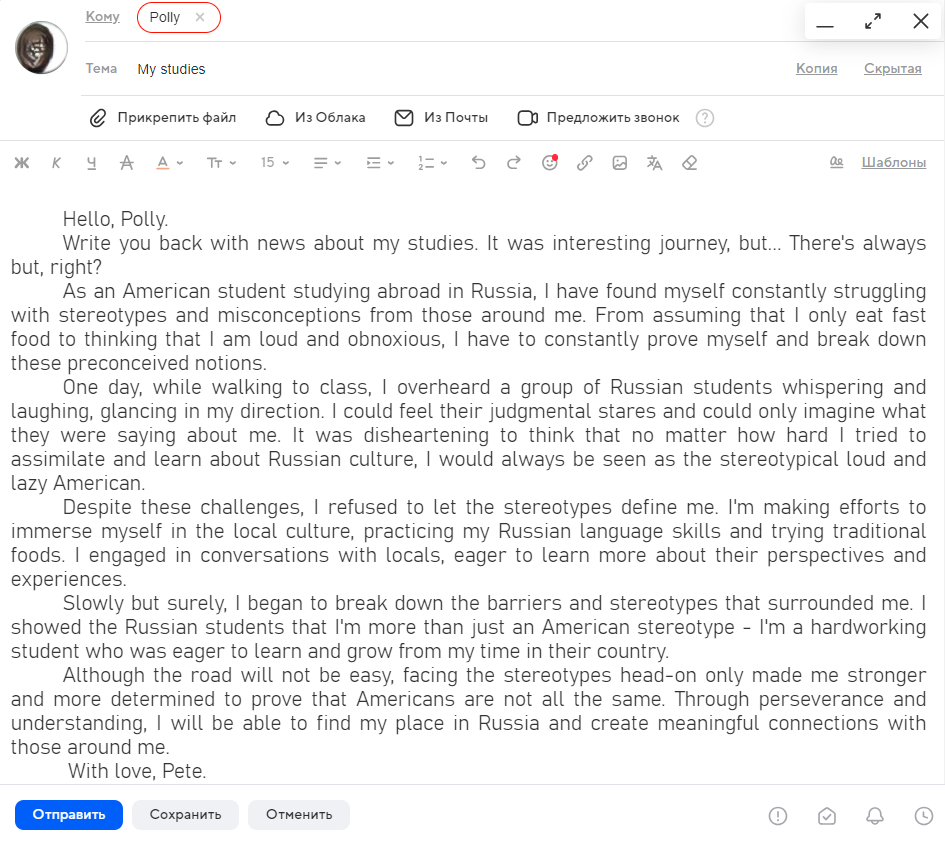 Кому Polly
Тема My studies Копия Скрытая
Прикрепить файл Из Облака Из Почты Предложить звонок ?
Ж К Ч А А Тт 15 Шаблоны
Hello, Polly.
Write you back with news about my studies. It was interesting journey, but... There's always
but, right?
As an American student studying abroad in Russia, I have found myself constantly struggling
with stereotypes and misconceptions from those around me. From assuming that I only eat fast
food to thinking that I am loud and obnoxious, I have to constantly prove myself and break down
these preconceived notions.
One day, while walking to class, I overheard a group of Russian students whispering and
laughing, glancing in my direction. I could feel their judgmental stares and could only imagine what
they were saying about me. It was disheartening to think that no matter how hard I tried to
assimilate and learn about Russian culture, I would always be seen as the stereotypical loud and
lazy American.
Despite these challenges, I refused to let the stereotypes define me. I'm making efforts to
immerse myself in the local culture, practicing my Russian language skills and trying traditional
foods. I engaged in conversations with locals, eager to learn more about their perspectives and
experiences.
Slowly but surely, I began to break down the barriers and stereotypes that surrounded me. I
showed the Russian students that I'm more than just an American stereotype - I'm a hardworking
student who was eager to learn and grow from my time in their country.
Although the road will not be easy, facing the stereotypes head-on only made me stronger
and more determined to prove that Americans are not all the same. Through perseverance and
understanding, I will be able to find my place in Russia and create meaningful connections with
those around me.
With love, Pete.
Отправить Сохранить Отменить